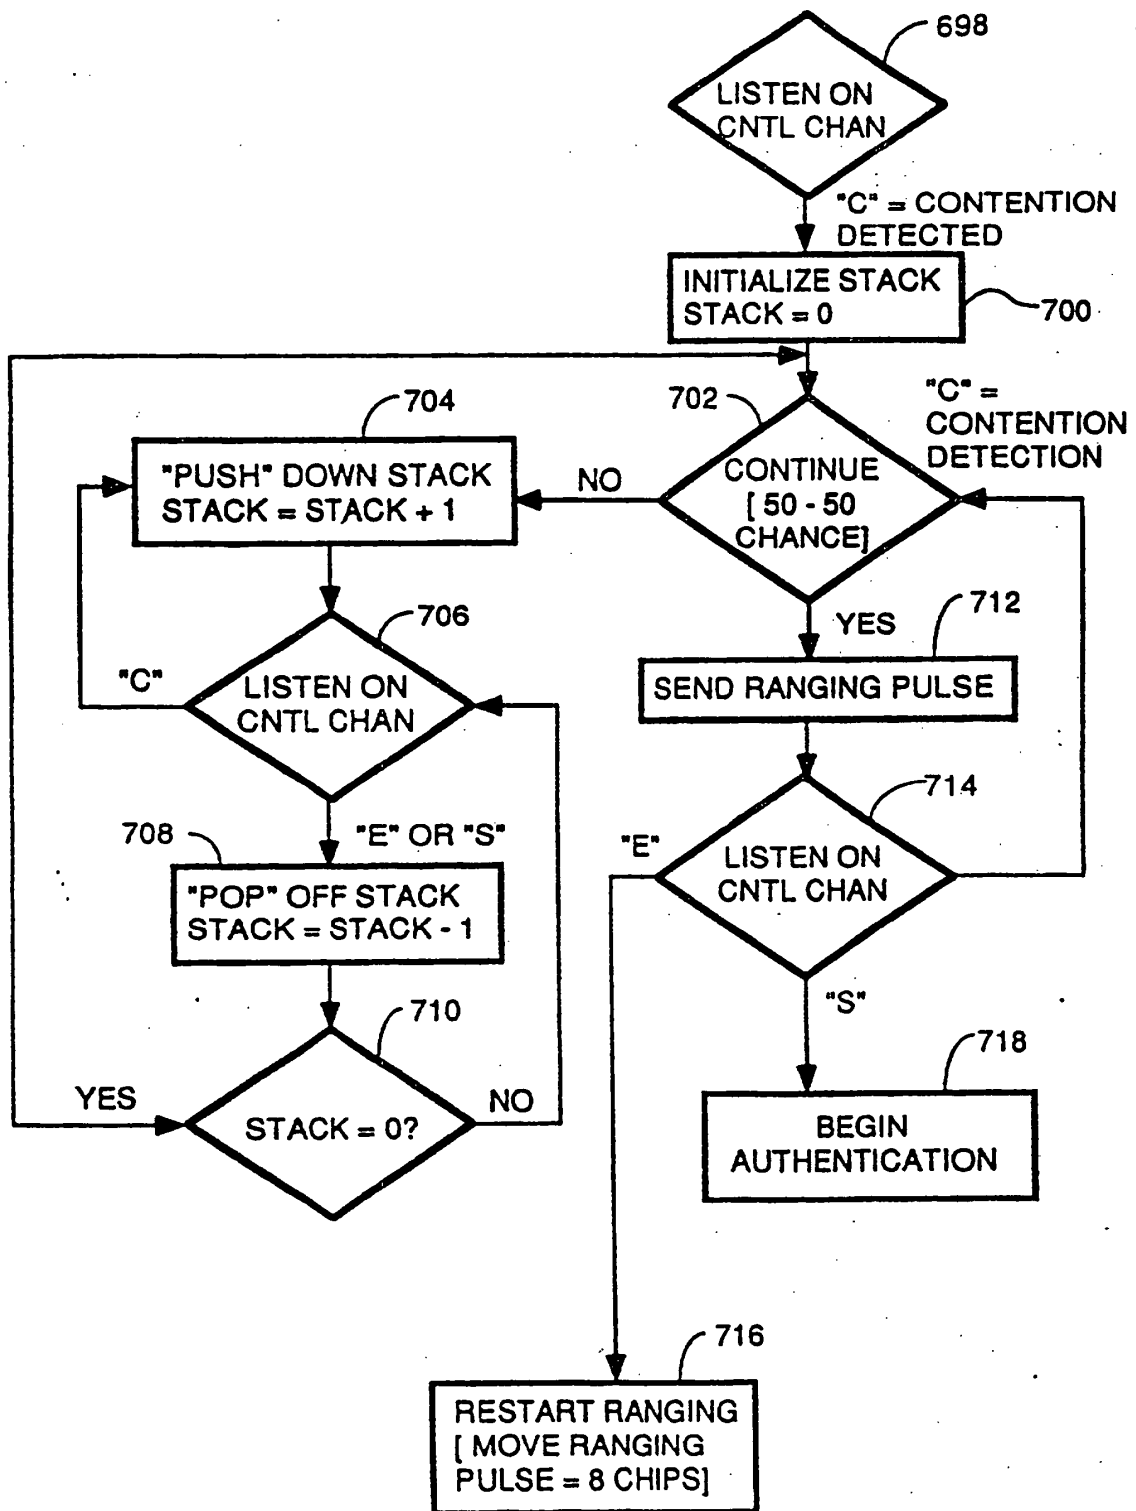 698
LISTEN ON
CNTL CHAN
"C" = CONTENTION
DETECTED
INITIALIZE STACK
STACK = 0
700
702
"C" =
CONTENTION
DETECTION
CONTINUE
[ 50 - 50
CHANCE]
NO
YES
704
"PUSH" DOWN STACK
STACK = STACK + 1
706
"C"
LISTEN ON
CNTL CHAN
"E" OR "S"
708
"POP" OFF STACK
STACK = STACK - 1
710
YES
STACK = 0?
NO
712
SEND RANGING PULSE
714
"E"
LISTEN ON
CNTL CHAN
"S"
718
BEGIN
AUTHENTICATION
716
RESTART RANGING
[ MOVE RANGING
PULSE = 8 CHIPS]